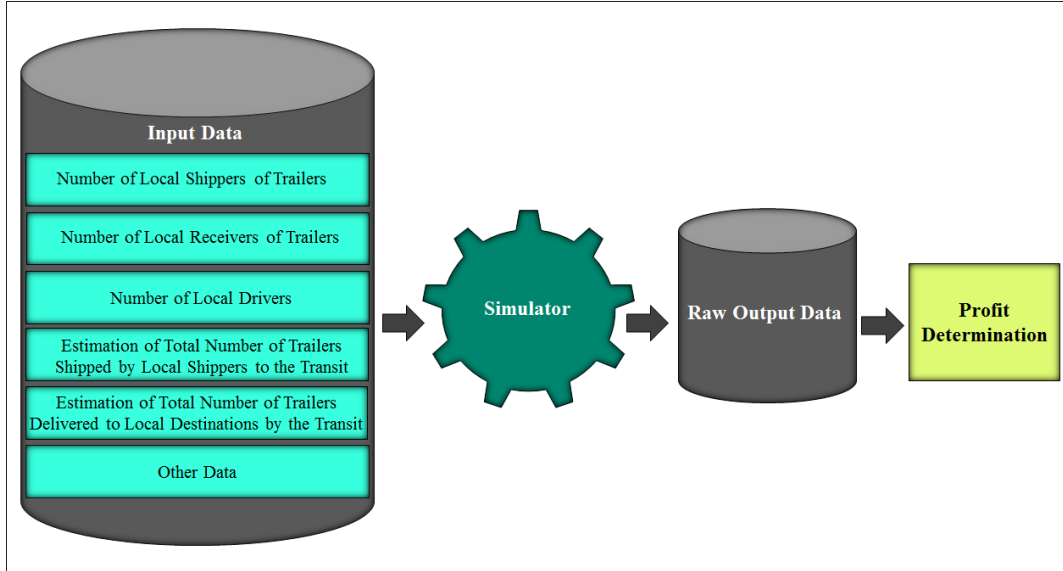 Input Data
Number of Local Shippers of Trailers
Number of Local Receivers of Trailers
Number of Local Drivers
Estimation of Total Number of Trailers
Shipped by Local Shippers to the Transit
Estimation of Total Number of Trailers
Delivered to Local Destinations by the Transit
Other Data
Simulator
Raw Output Data
Profit
Determination